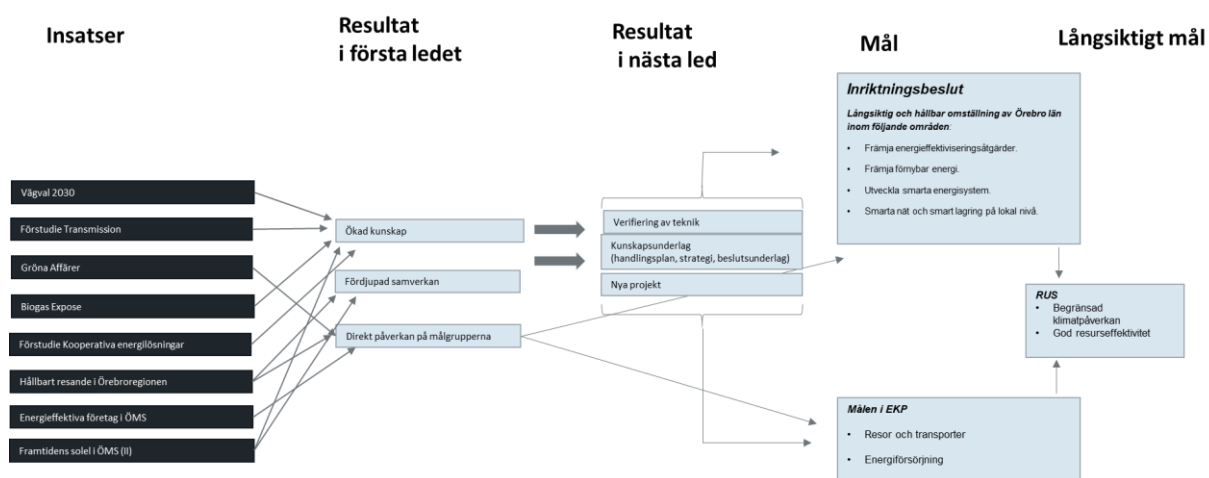 Insatser
Resultat
i första ledet
Resultat
i nästa led
Mål
Långsiktigt mål
Vägval 2030
Förstudie Transmission
Gröna Affärer
Biogas Expose
Förstudie Kooperativa energilösningar
Hållbart resande i Örebroregionen
Energieffektiva företag i ÖMS
Framtidens solel i ÖMS (II)
Ökad kunskap
Fördjupad samverkan
Direkt påverkan på målgrupperna
Verifiering av teknik
Kunskapsunderlag
(handlingsplan, strategi, beslutsunderlag)
Nya projekt
Inriktningsbeslut
Långsiktig och hållbar omställning av Örebro län
inom följande områden:
• Främja energieffektiviseringsåtgärder.
• Främja förnybar energi.
• Utveckla smarta energisystem.
• Smarta nät och smart lagring på lokal nivå.
RUS
• Begränsad
klimatpåverkan
• God resurseffektivitet
Målen i EKP
• Resor och transporter
• Energiförsörjning